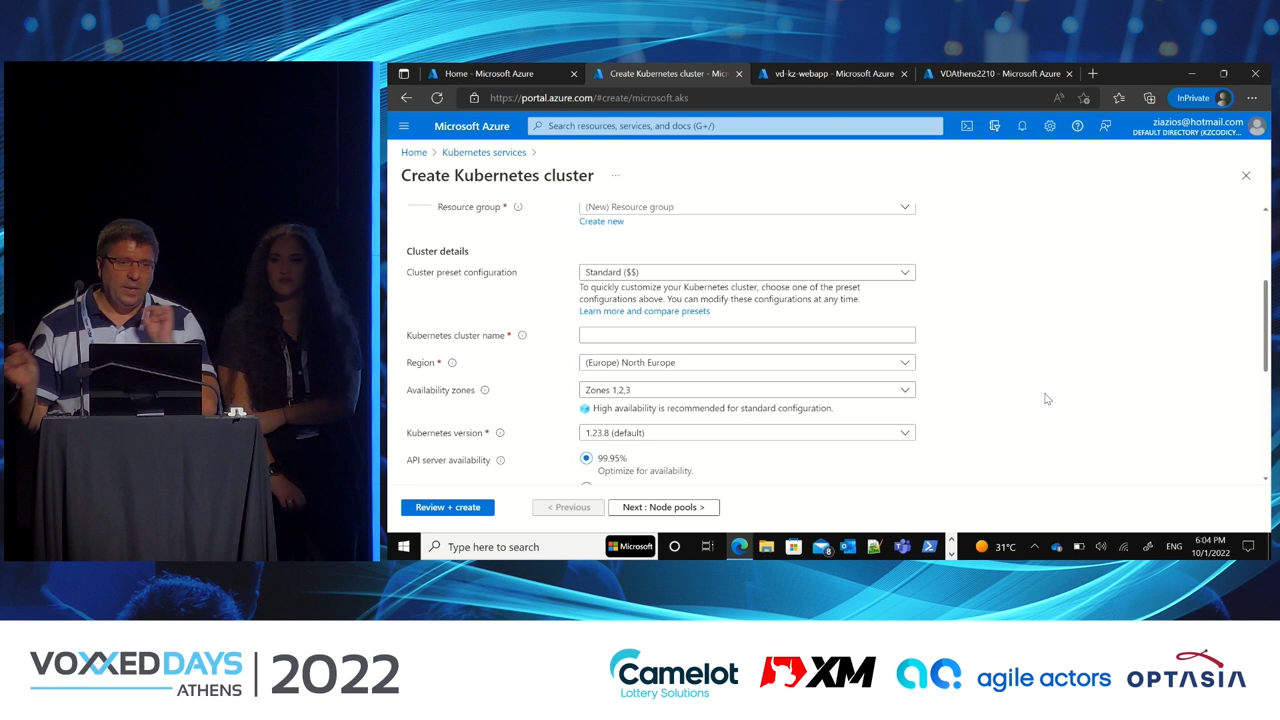 Home - Microsoft Azure
Create Kubernetes cluster - Micr
vd-kz-webapp - Microsoft Azure
VDAthens2210 - Microsoft Azure
https://portal.azure.com/#create/microsoft.aks
InPrivate
Microsoft Azure
Search resources, services, and docs (G+/)
ziazios@hotmail.com
DEFAULT DIRECTORY (KZCODICY...
Home > Kubernetes services >
Create Kubernetes cluster ...
Resource group *
(New) Resource group
Create new
Cluster details
Cluster preset configuration
Standard ($$)
To quickly customize your Kubernetes cluster, choose one of the preset
configurations above. You can modify these configurations at any time.
Learn more and compare presets
Kubernetes cluster name *
Region *
(Europe) North Europe
Availability zones
Zones 1,2,3
High availability is recommended for standard configuration.
Kubernetes version *
1.23.8 (default)
API server availability
99.95%
Optimize for availability.
Review + create
< Previous
Next : Node pools >
Type here to search
Microsoft
8
31°C
ENG
6:04 PM
10/1/2022
VOXXED DAYS
ATHENS
2022
Camelot
Lottery Solutions
XM
agile actors
OPTASIA